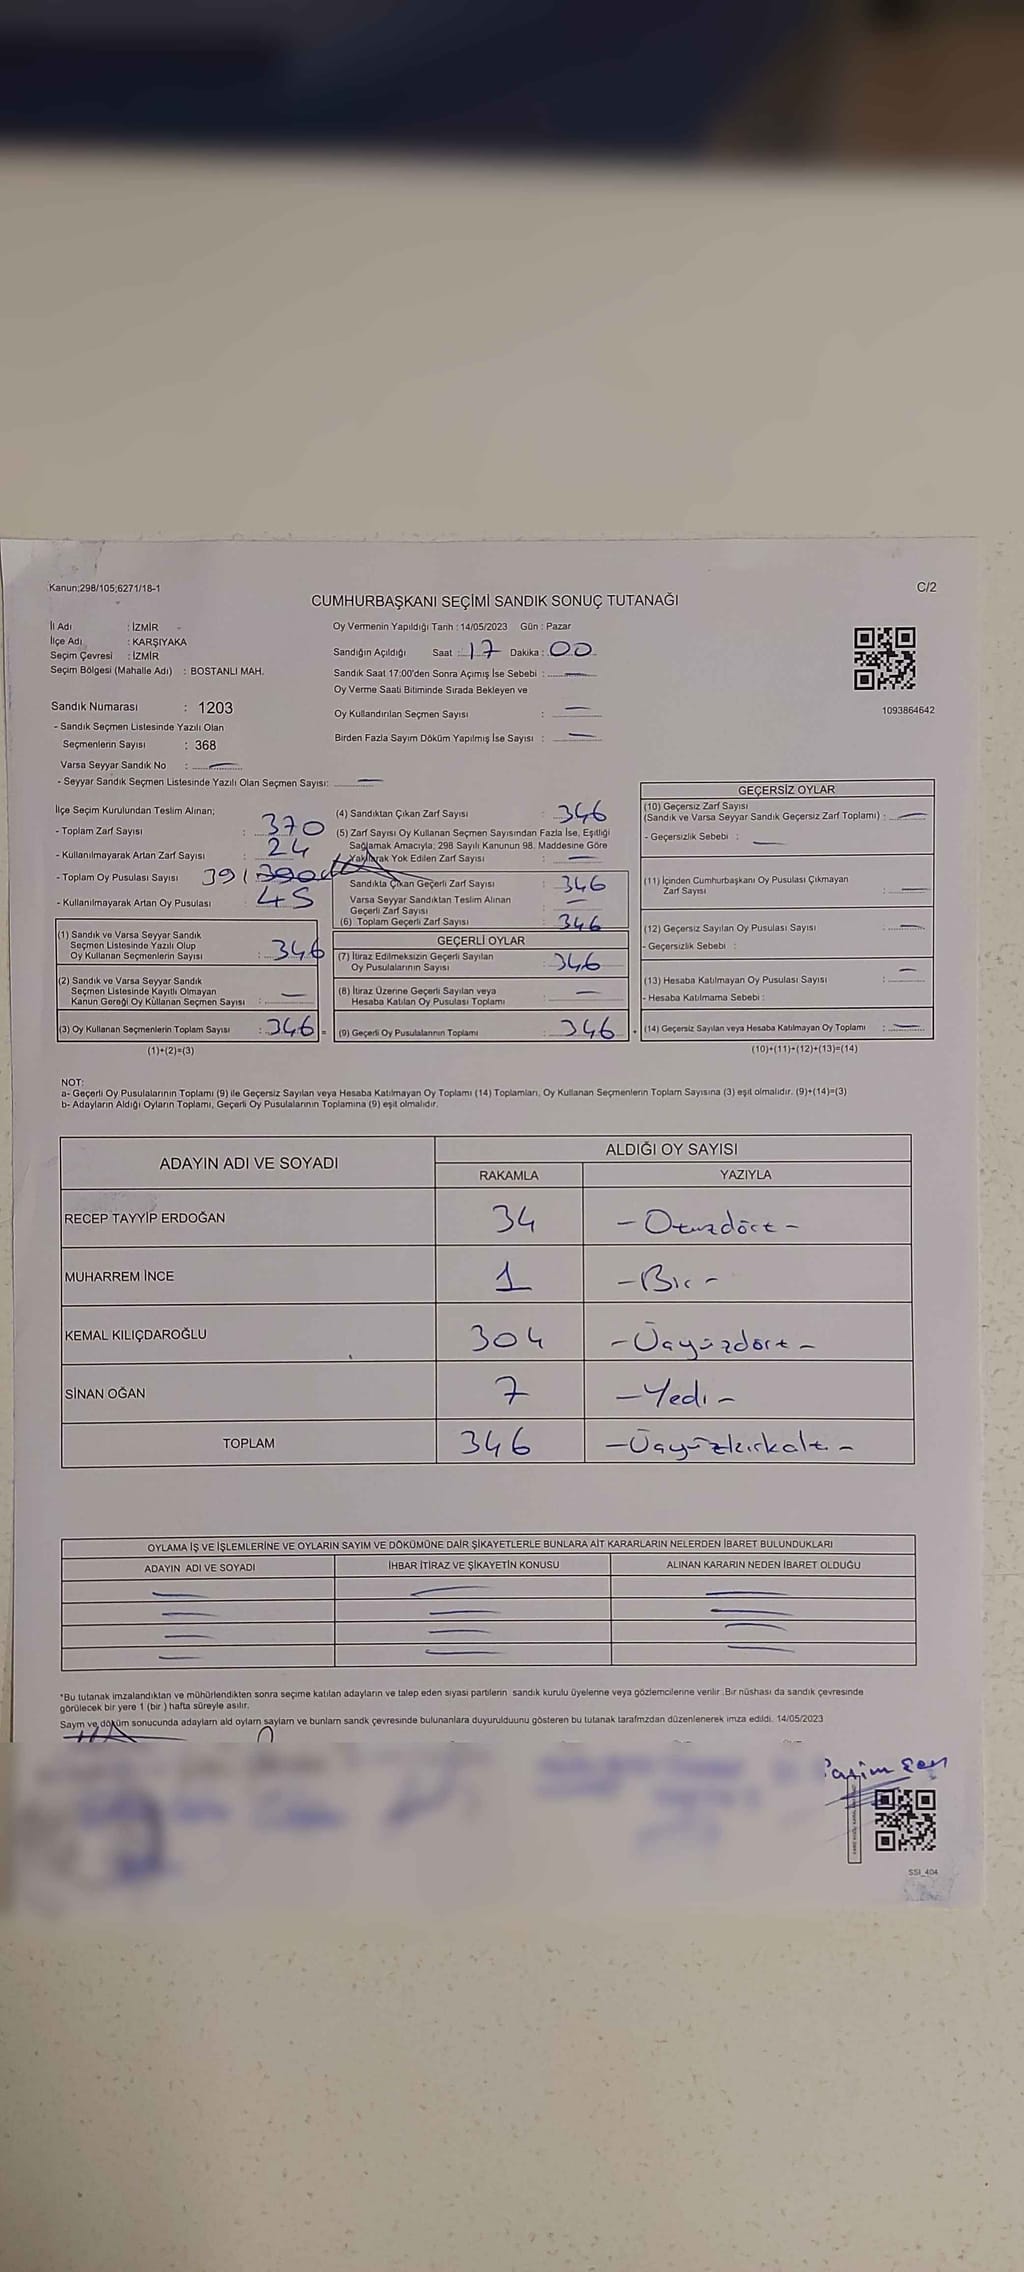 Kanun;298/105;6271/18-1
C/2
CUMHURBAŞKANI SEÇİMİ SANDIK SONUÇ TUTANAĞI
İl Adı : İZMİR
İlçe Adı : KARŞIYAKA
Seçim Çevresi : İZMİR
Seçim Bölgesi (Mahalle Adı) : BOSTANLI MAH.
Sandık Numarası : 1203
- Sandık Seçmen Listesinde Yazılı Olan
Seçmenlerin Sayısı : 368
Varsa Seyyar Sandık No :
- Seyyar Sandık Seçmen Listesinde Yazılı Olan Seçmen Sayısı:
Oy Vermenin Yapıldığı Tarih : 14/05/2023 Gün : Pazar
Sandığın Açıldığı Saat : 17 Dakika : 00
Sandık Saat 17:00'den Sonra Açımış İse Sebebi :
Oy Verme Saati Bitiminde Sırada Bekleyen ve
Oy Kullandırılan Seçmen Sayısı :
Birden Fazla Sayım Döküm Yapılmış İse Sayısı :
1093864642
İlçe Seçim Kurulundan Teslim Alınan;
- Toplam Zarf Sayısı : 370
- Kullanılmayarak Artan Zarf Sayısı : 24
- Toplam Oy Pusulası Sayısı 391 390
- Kullanılmayarak Artan Oy Pusulası : 45
(1) Sandık ve Varsa Seyyar Sandık
Seçmen Listesinde Yazılı Olup
Oy Kullanan Seçmenlerin Sayısı : 346
(2) Sandık ve Varsa Seyyar Sandık
Seçmen Listesinde Kayıtlı Olmayan
Kanun Gereği Oy Kullanan Seçmen Sayısı :
(3) Oy Kullanan Seçmenlerin Toplam Sayısı : 346 =
(1)+(2)=(3)
(4) Sandıktan Çıkan Zarf Sayısı : 346
(5) Zarf Sayısı Oy Kullanan Seçmen Sayısından Fazla İse, Eşitliği
Sağlamak Amacıyla; 298 Sayılı Kanunun 98. Maddesine Göre
Yakılarak Yok Edilen Zarf Sayısı :
Sandıkta Çıkan Geçerli Zarf Sayısı : 346
Varsa Seyyar Sandıktan Teslim Alınan
Geçerli Zarf Sayısı :
(6) Toplam Geçerli Zarf Sayısı : 346
GEÇERLİ OYLAR
(7) İtiraz Edilmeksizin Geçerli Sayılan
Oy Pusulalarının Sayısı : 346
(8) İtiraz Üzerine Geçerli Sayılan veya
Hesaba Katılan Oy Pusulası Toplamı :
(9) Geçerli Oy Pusulalarının Toplamı : 346 +
GEÇERSİZ OYLAR
(10) Geçersiz Zarf Sayısı
(Sandık ve Varsa Seyyar Sandık Geçersiz Zarf Toplamı) :
- Geçersizlik Sebebi :
(11) İçinden Cumhurbaşkanı Oy Pusulası Çıkmayan
Zarf Sayısı :
(12) Geçersiz Sayılan Oy Pusulası Sayısı :
- Geçersizlik Sebebi :
(13) Hesaba Katılmayan Oy Pusulası Sayısı :
- Hesaba Katılmama Sebebi :
(14) Geçersiz Sayılan veya Hesaba Katılmayan Oy Toplamı :
(10)+(11)+(12)+(13)=(14)
NOT:
a- Geçerli Oy Pusulalarının Toplamı (9) ile Geçersiz Sayılan veya Hesaba Katılmayan Oy Toplamı (14) Toplamları, Oy Kullanan Seçmenlerin Toplam Sayısına (3) eşit olmalıdır. (9)+(14)=(3)
b- Adayların Aldığı Oyların Toplamı, Geçerli Oy Pusulalarının Toplamına (9) eşit olmalıdır.
ADAYIN ADI VE SOYADI ALDIĞI OY SAYISI
RAKAMLA YAZIYLA
RECEP TAYYİP ERDOĞAN 34 - Otuzdört -
MUHARREM İNCE 1 - Bir -
KEMAL KILIÇDAROĞLU 304 - Üçyüzdört -
SİNAN OĞAN 7 - Yedi -
TOPLAM 346 - Üçyüzkırkaltı -
OYLAMA İŞ VE İŞLEMLERİNE VE OYLARIN SAYIM VE DÖKÜMÜNE DAİR ŞİKAYETLERLE BUNLARA AİT KARARLARIN NELERDEN İBARET BULUNDUKLARI
ADAYIN ADI VE SOYADI İHBAR İTİRAZ VE ŞİKAYETİN KONUSU ALINAN KARARIN NEDEN İBARET OLDUĞU
*Bu tutanak imzalandıktan ve mühürlendikten sonra seçime katılan adayların ve talep eden siyasi partilerin sandık kurulu üyelerine veya gözlemcilerine verilir. Bir nüshası da sandık çevresinde
görülecek bir yere 1 (bir) hafta süreyle asılır.
Saym ve döküm sonucunda adaylarn ald oylarn saylarn ve bunlarn sandk çevresinde bulunanlara duyurulduunu gösteren bu tutanak tarafmzdan düzenlenerek imza edildi. 14/05/2023
SSI_404